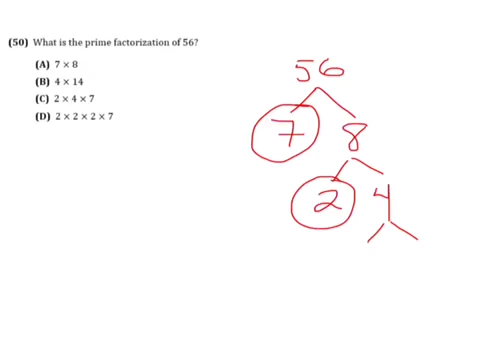 (50) What is the prime factorization of 56?
(A) 7 × 8
(B) 4 × 14
(C) 2 × 4 × 7
(D) 2 × 2 × 2 × 7
56
7 8
2 4